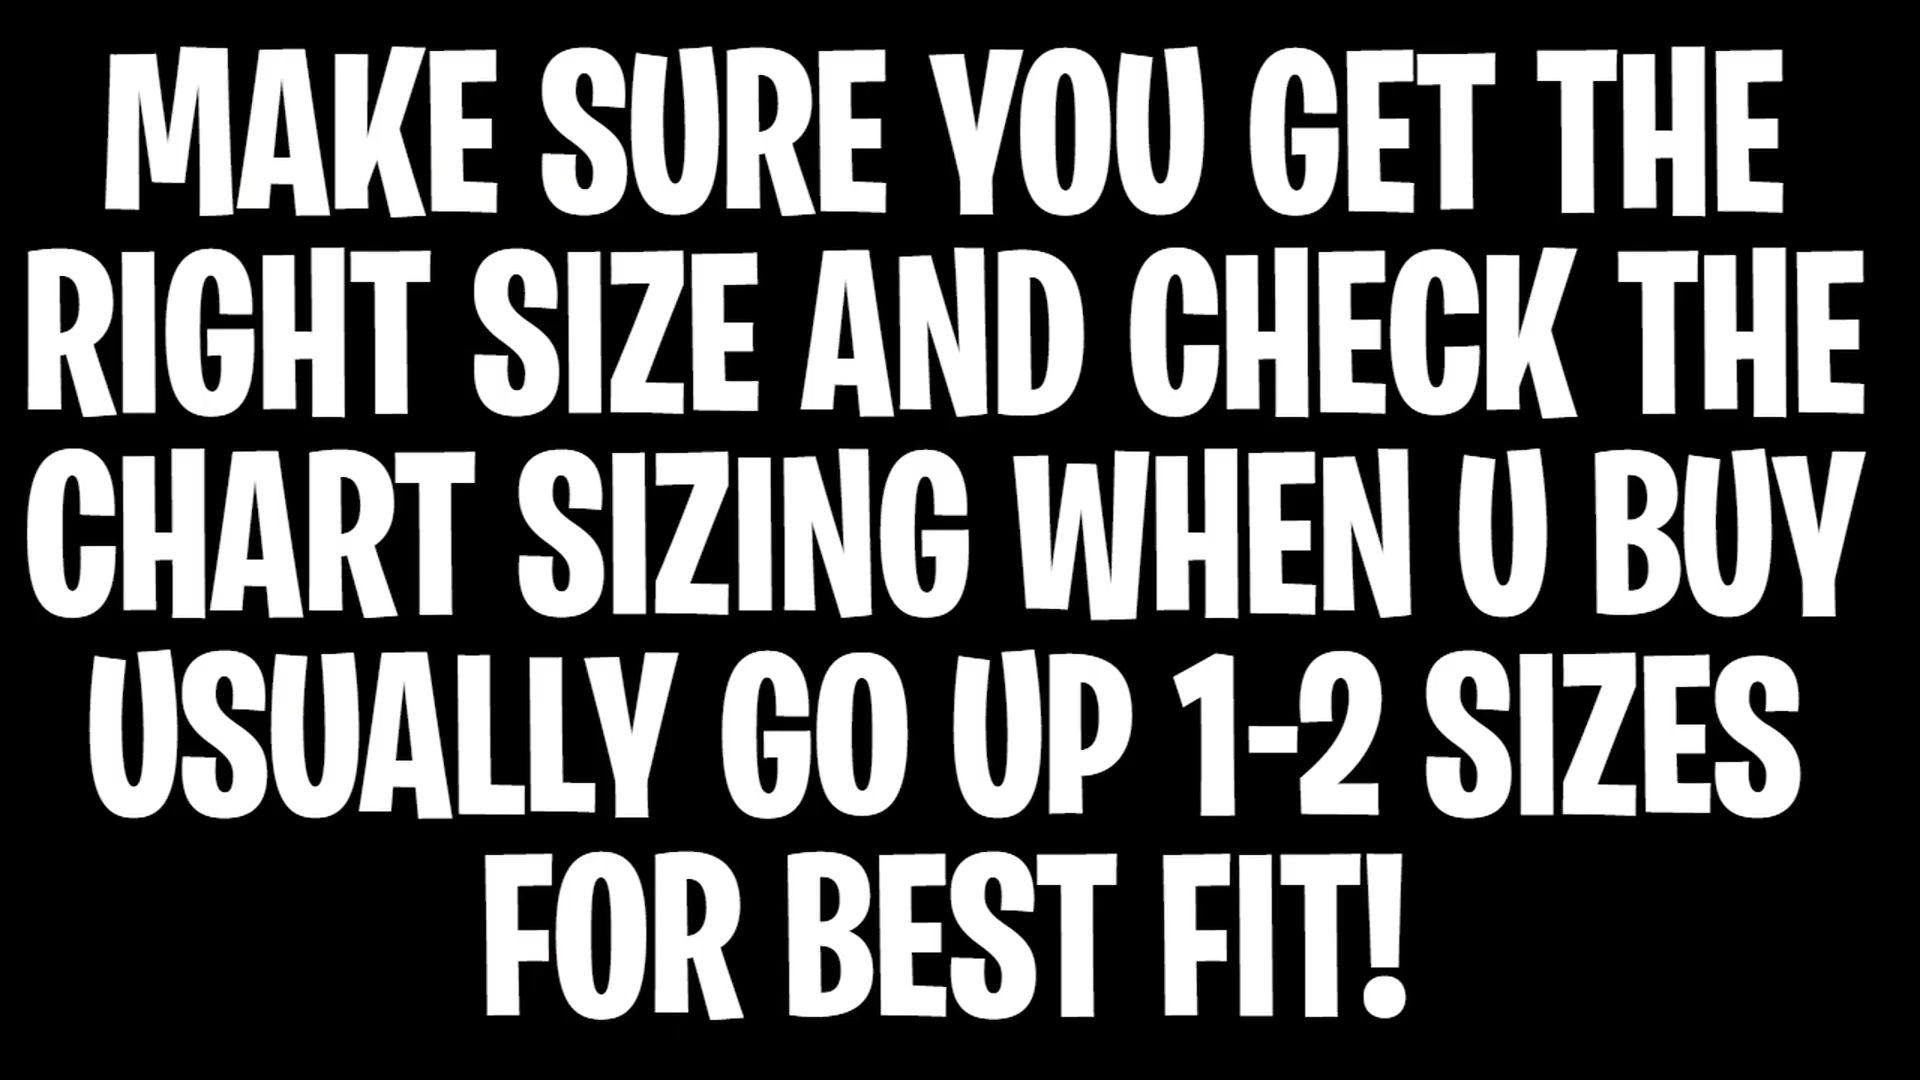 MAKE SURE YOU GET THE
RIGHT SIZE AND CHECK THE
CHART SIZING WHEN U BUY
USUALLY GO UP 1-2 SIZES
FOR BEST FIT!